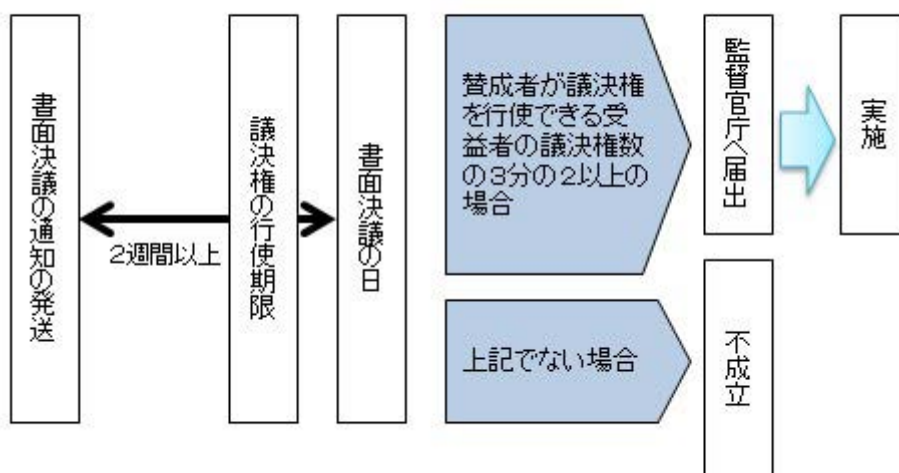 書面決議の通知の発送
2週間以上
議決権の行使期限
書面決議の日
賛成者が議決権
を行使できる受
益者の議決権数
の3分の2以上の
場合
監督官庁へ届出
実施
上記でない場合
不成立